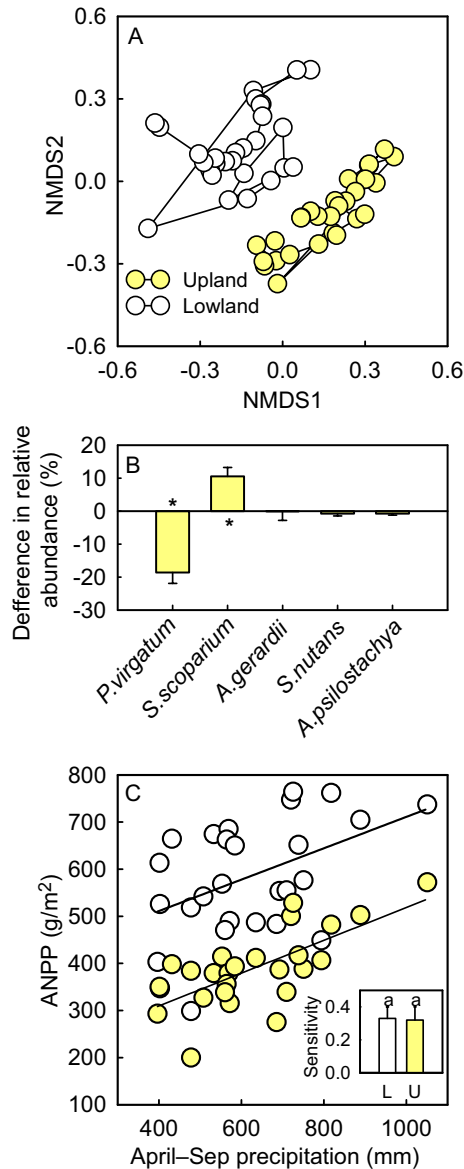 A
NMDS2
0.6
0.3
0.0
-0.3
-0.6
Upland
Lowland
-0.6
-0.3
0.0
0.3
0.6
NMDS1
B
Defference in relative
abundance (%)
20
10
0
-10
-20
-30
*
*
P.virgatum
S.scoparium
A.gerardii
S.nutans
A.psilostachya
C
ANPP (g/m²)
800
700
600
500
400
300
200
100
Sensitivity
0.4
0.2
0.0
a
a
L
U
400
600
800
1000
April–Sep precipitation (mm)